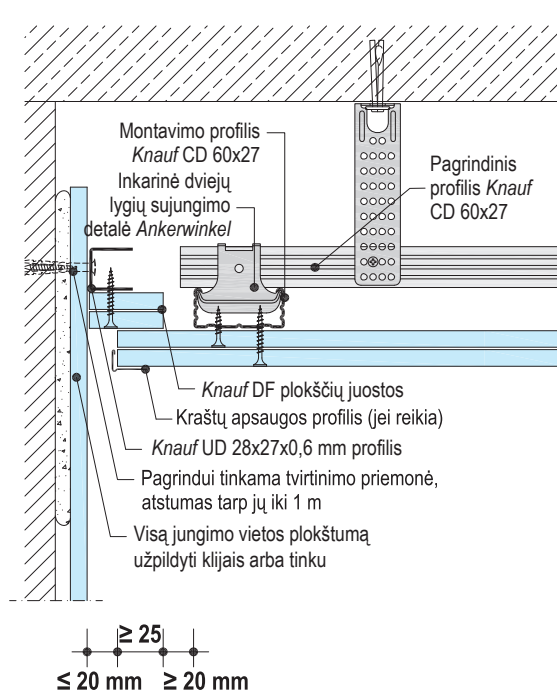 Montavimo profilis
Knauf CD 60x27
Inkarinė dviejų
lygių sujungimo
detalė Ankerwinkel
Pagrindinis
profilis Knauf
CD 60x27
Knauf DF plokščių juostos
Kraštų apsaugos profilis (jei reikia)
Knauf UD 28x27x0,6 mm profilis
Pagrindui tinkama tvirtinimo priemonė,
atstumas tarp jų iki 1 m
Visą jungimo vietos plokštumą
užpildyti klijais arba tinku
≥ 25
≤ 20 mm ≥ 20 mm